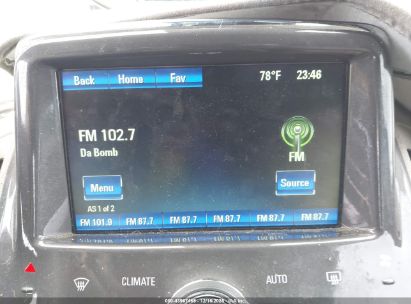 Back Home Fav 78°F 23:46
FM 102.7
Da Bomb
FM
Menu Source
AS 1 of 2
FM 101.9 FM 87.7 FM 87.7 FM 87.7 FM 87.7 FM 87.7
CLIMATE AUTO